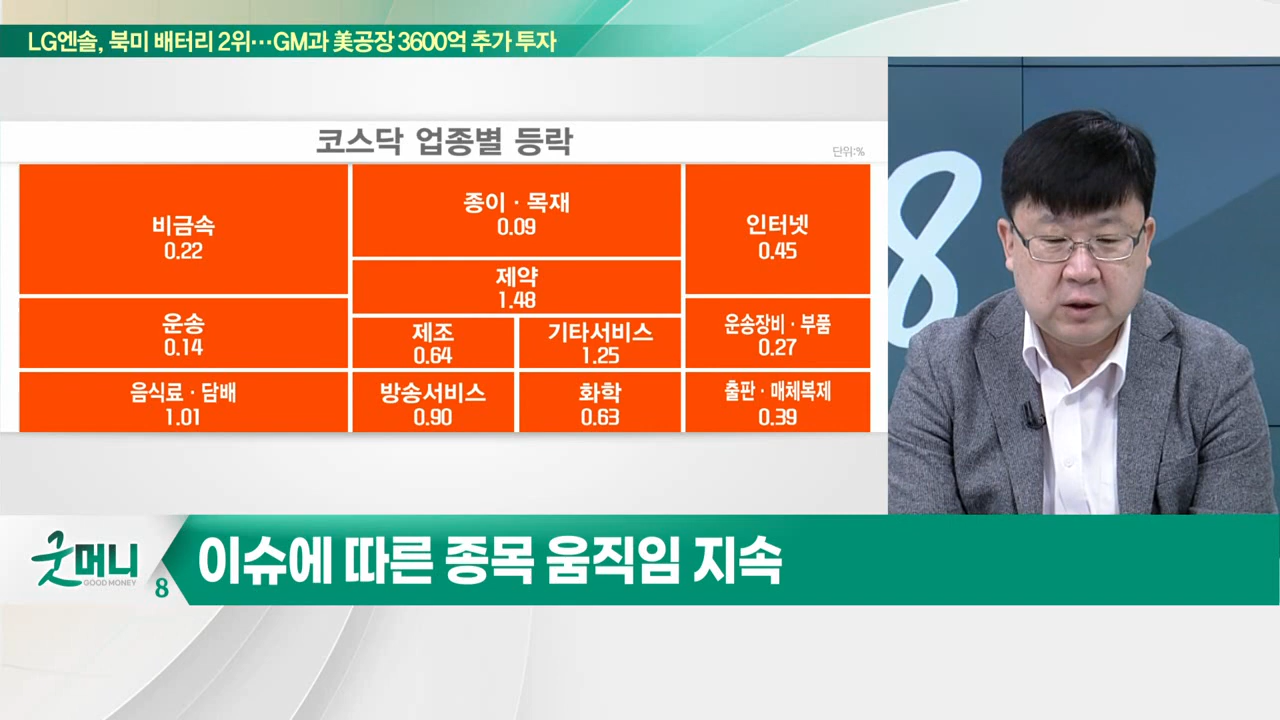 LG엔솔, 북미 배터리 2위…GM과 美공장 3600억 추가 투자
코스닥 업종별 등락
단위:%
비금속
0.22
종이·목재
0.09
인터넷
0.45
제약
1.48
운송
0.14
제조
0.64
기타서비스
1.25
운송장비·부품
0.27
음식료·담배
1.01
방송서비스
0.90
화학
0.63
출판·매체복제
0.39
8
굿머니
GOOD MONEY
8
이슈에 따른 종목 움직임 지속